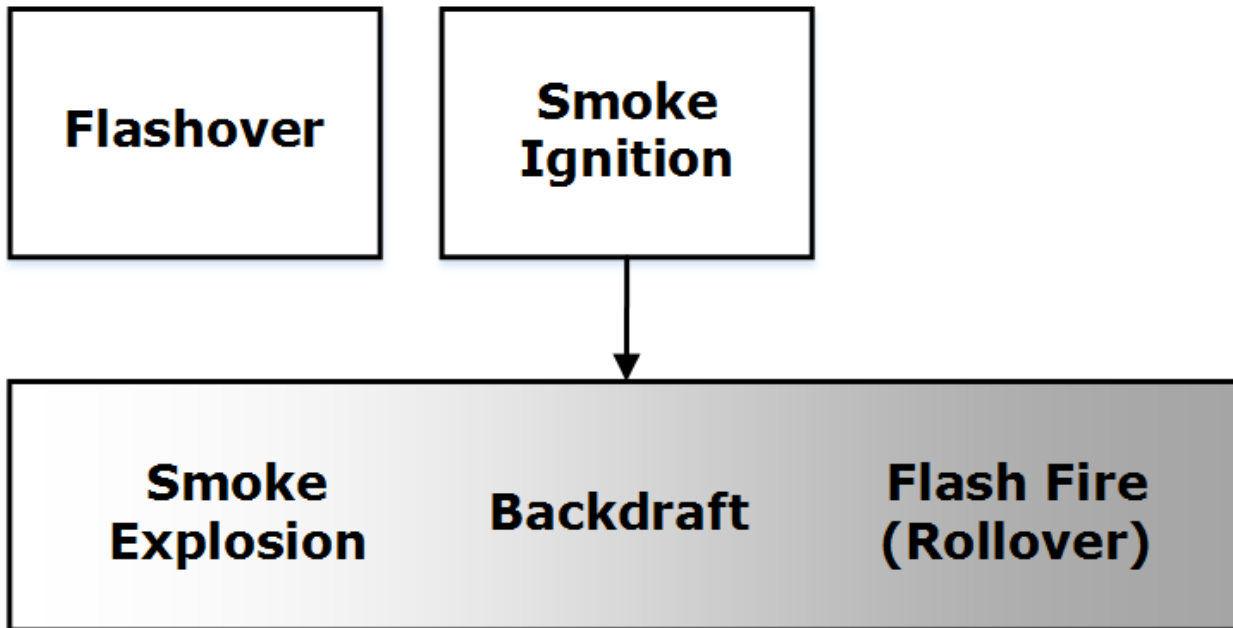 Flashover
Smoke
Ignition
Smoke
Explosion
Backdraft
Flash Fire
(Rollover)